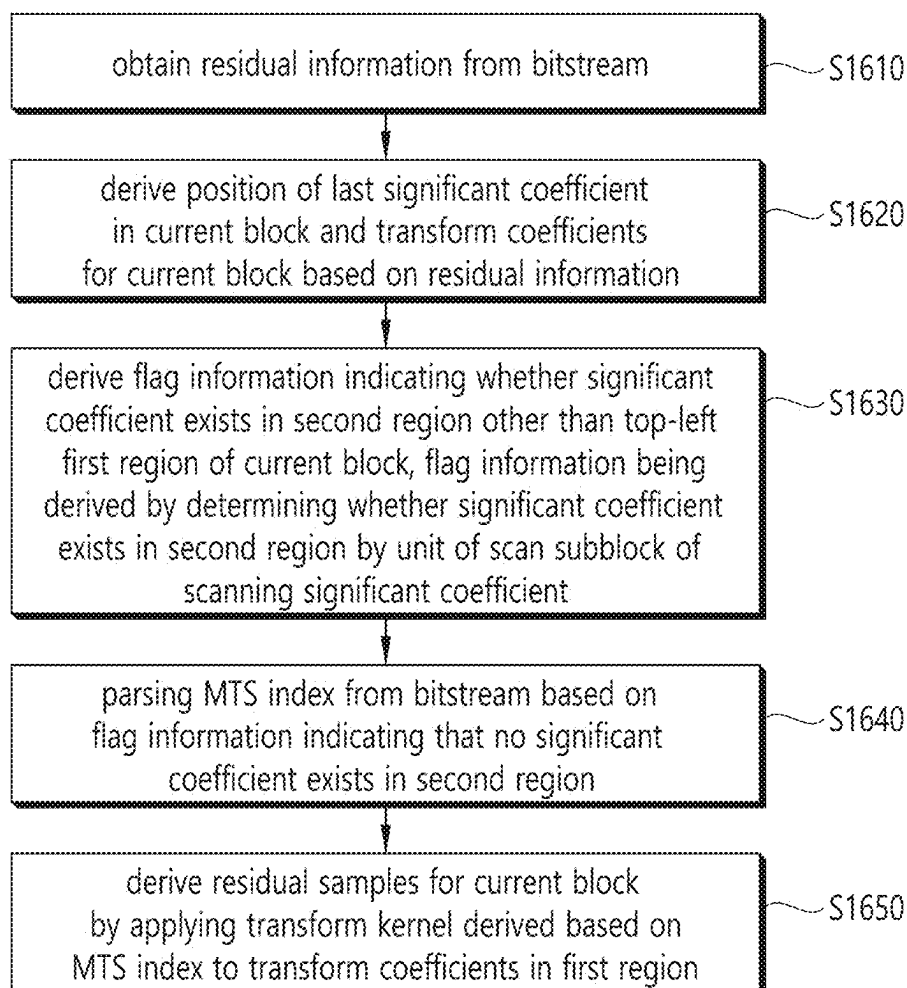 obtain residual information from bitstream
S1610
derive position of last significant coefficient
in current block and transform coefficients
for current block based on residual information
S1620
derive flag information indicating whether significant
coefficient exists in second region other than top-left
first region of current block, flag information being
derived by determining whether significant coefficient
exists in second region by unit of scan subblock of
scanning significant coefficient
S1630
parsing MTS index from bitstream based on
flag information indicating that no significant
coefficient exists in second region
S1640
derive residual samples for current block
by applying transform kernel derived based on
MTS index to transform coefficients in first region
S1650